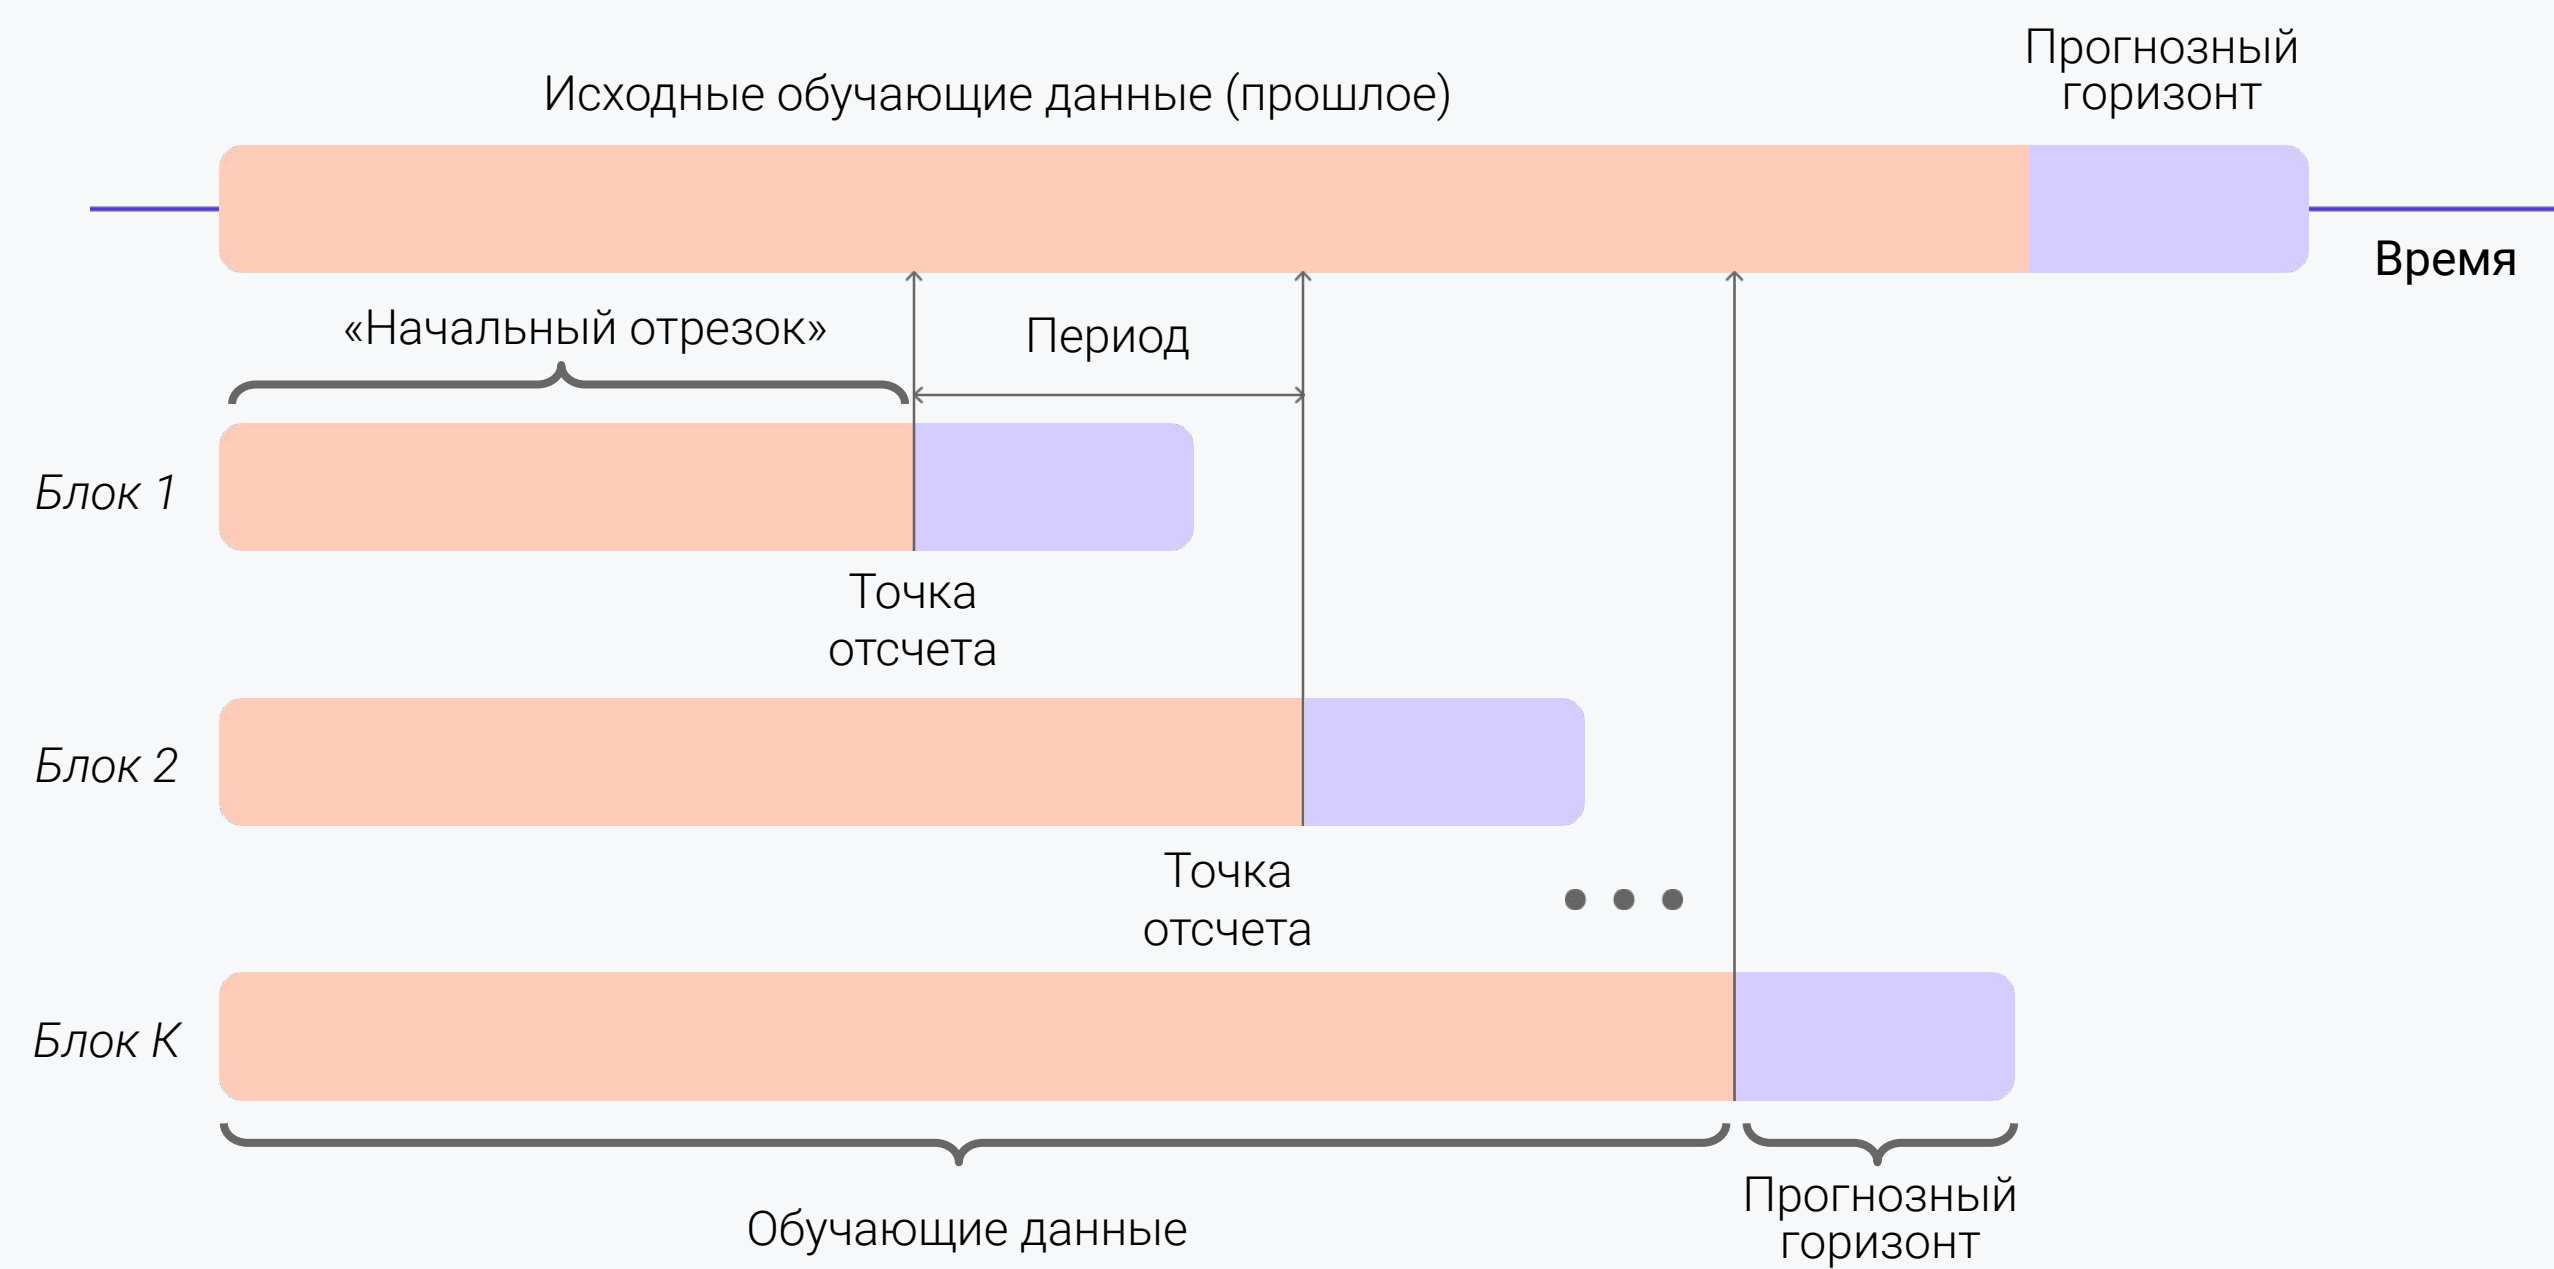 Прогнозный
горизонт
Исходные обучающие данные (прошлое)
Время
«Начальный отрезок»
Период
Блок 1
Точка
отсчета
Блок 2
Точка
отсчета
Блок K
Обучающие данные
Прогнозный
горизонт